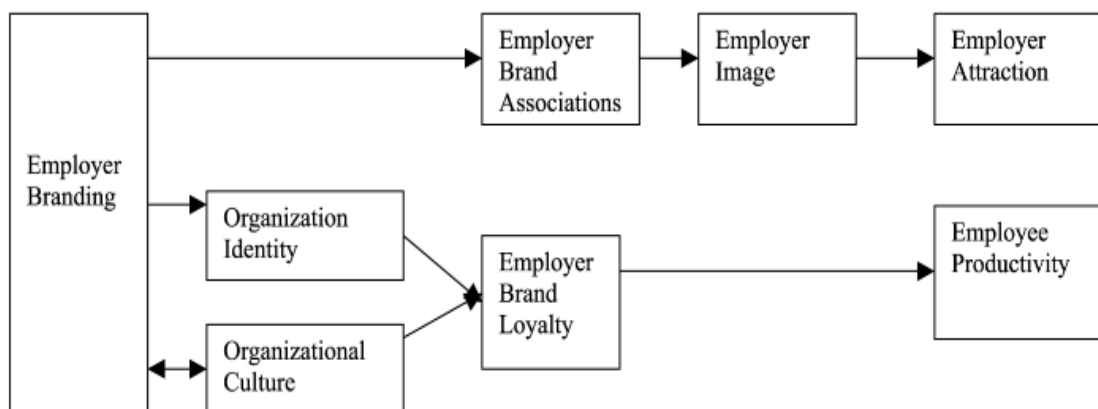 Employer
Branding
Employer
Brand
Associations
Employer
Image
Employer
Attraction
Organization
Identity
Organizational
Culture
Employer
Brand
Loyalty
Employee
Productivity